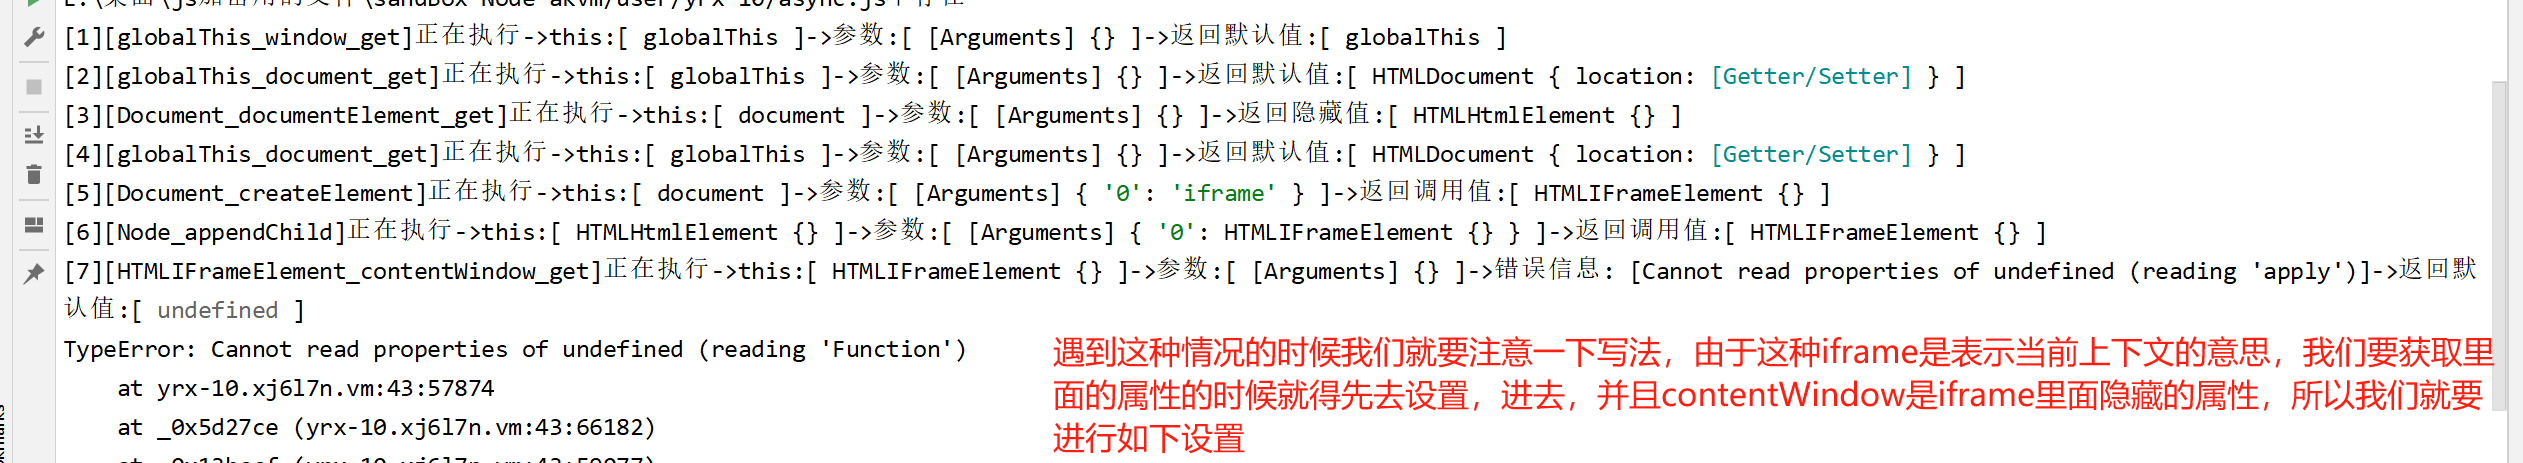 [1][globalThis_window_get]正在执行->this:[ globalThis ]->参数:[ [Arguments] {} ]->返回默认值:[ globalThis ]
[2][globalThis_document_get]正在执行->this:[ globalThis ]->参数:[ [Arguments] {} ]->返回默认值:[ HTMLDocument { location: [Getter/Setter] } ]
[3][Document_documentElement_get]正在执行->this:[ document ]->参数:[ [Arguments] {} ]->返回隐藏值:[ HTMLHtmlElement {} ]
[4][globalThis_document_get]正在执行->this:[ globalThis ]->参数:[ [Arguments] {} ]->返回默认值:[ HTMLDocument { location: [Getter/Setter] } ]
[5][Document_createElement]正在执行->this:[ document ]->参数:[ [Arguments] { '0': 'iframe' } ]->返回调用值:[ HTMLIFrameElement {} ]
[6][Node_appendChild]正在执行->this:[ HTMLHtmlElement {} ]->参数:[ [Arguments] { '0': HTMLIFrameElement {} } ]->返回调用值:[ HTMLIFrameElement {} ]
[7][HTMLIFrameElement_contentWindow_get]正在执行->this:[ HTMLIFrameElement {} ]->参数:[ [Arguments] {} ]->错误信息: [Cannot read properties of undefined (reading 'apply')]->返回默
认值:[ undefined ]
TypeError: Cannot read properties of undefined (reading 'Function')
at yrx-10.xj6l7n.vm:43:57874
at _0x5d27ce (yrx-10.xj6l7n.vm:43:66182)
遇到这种情况的时候我们就要注意一下写法，由于这种iframe是表示当前上下文的意思，我们要获取里
面的属性的时候就得先去设置，进去，并且contentWindow是iframe里面隐藏的属性，所以我们就要
进行如下设置